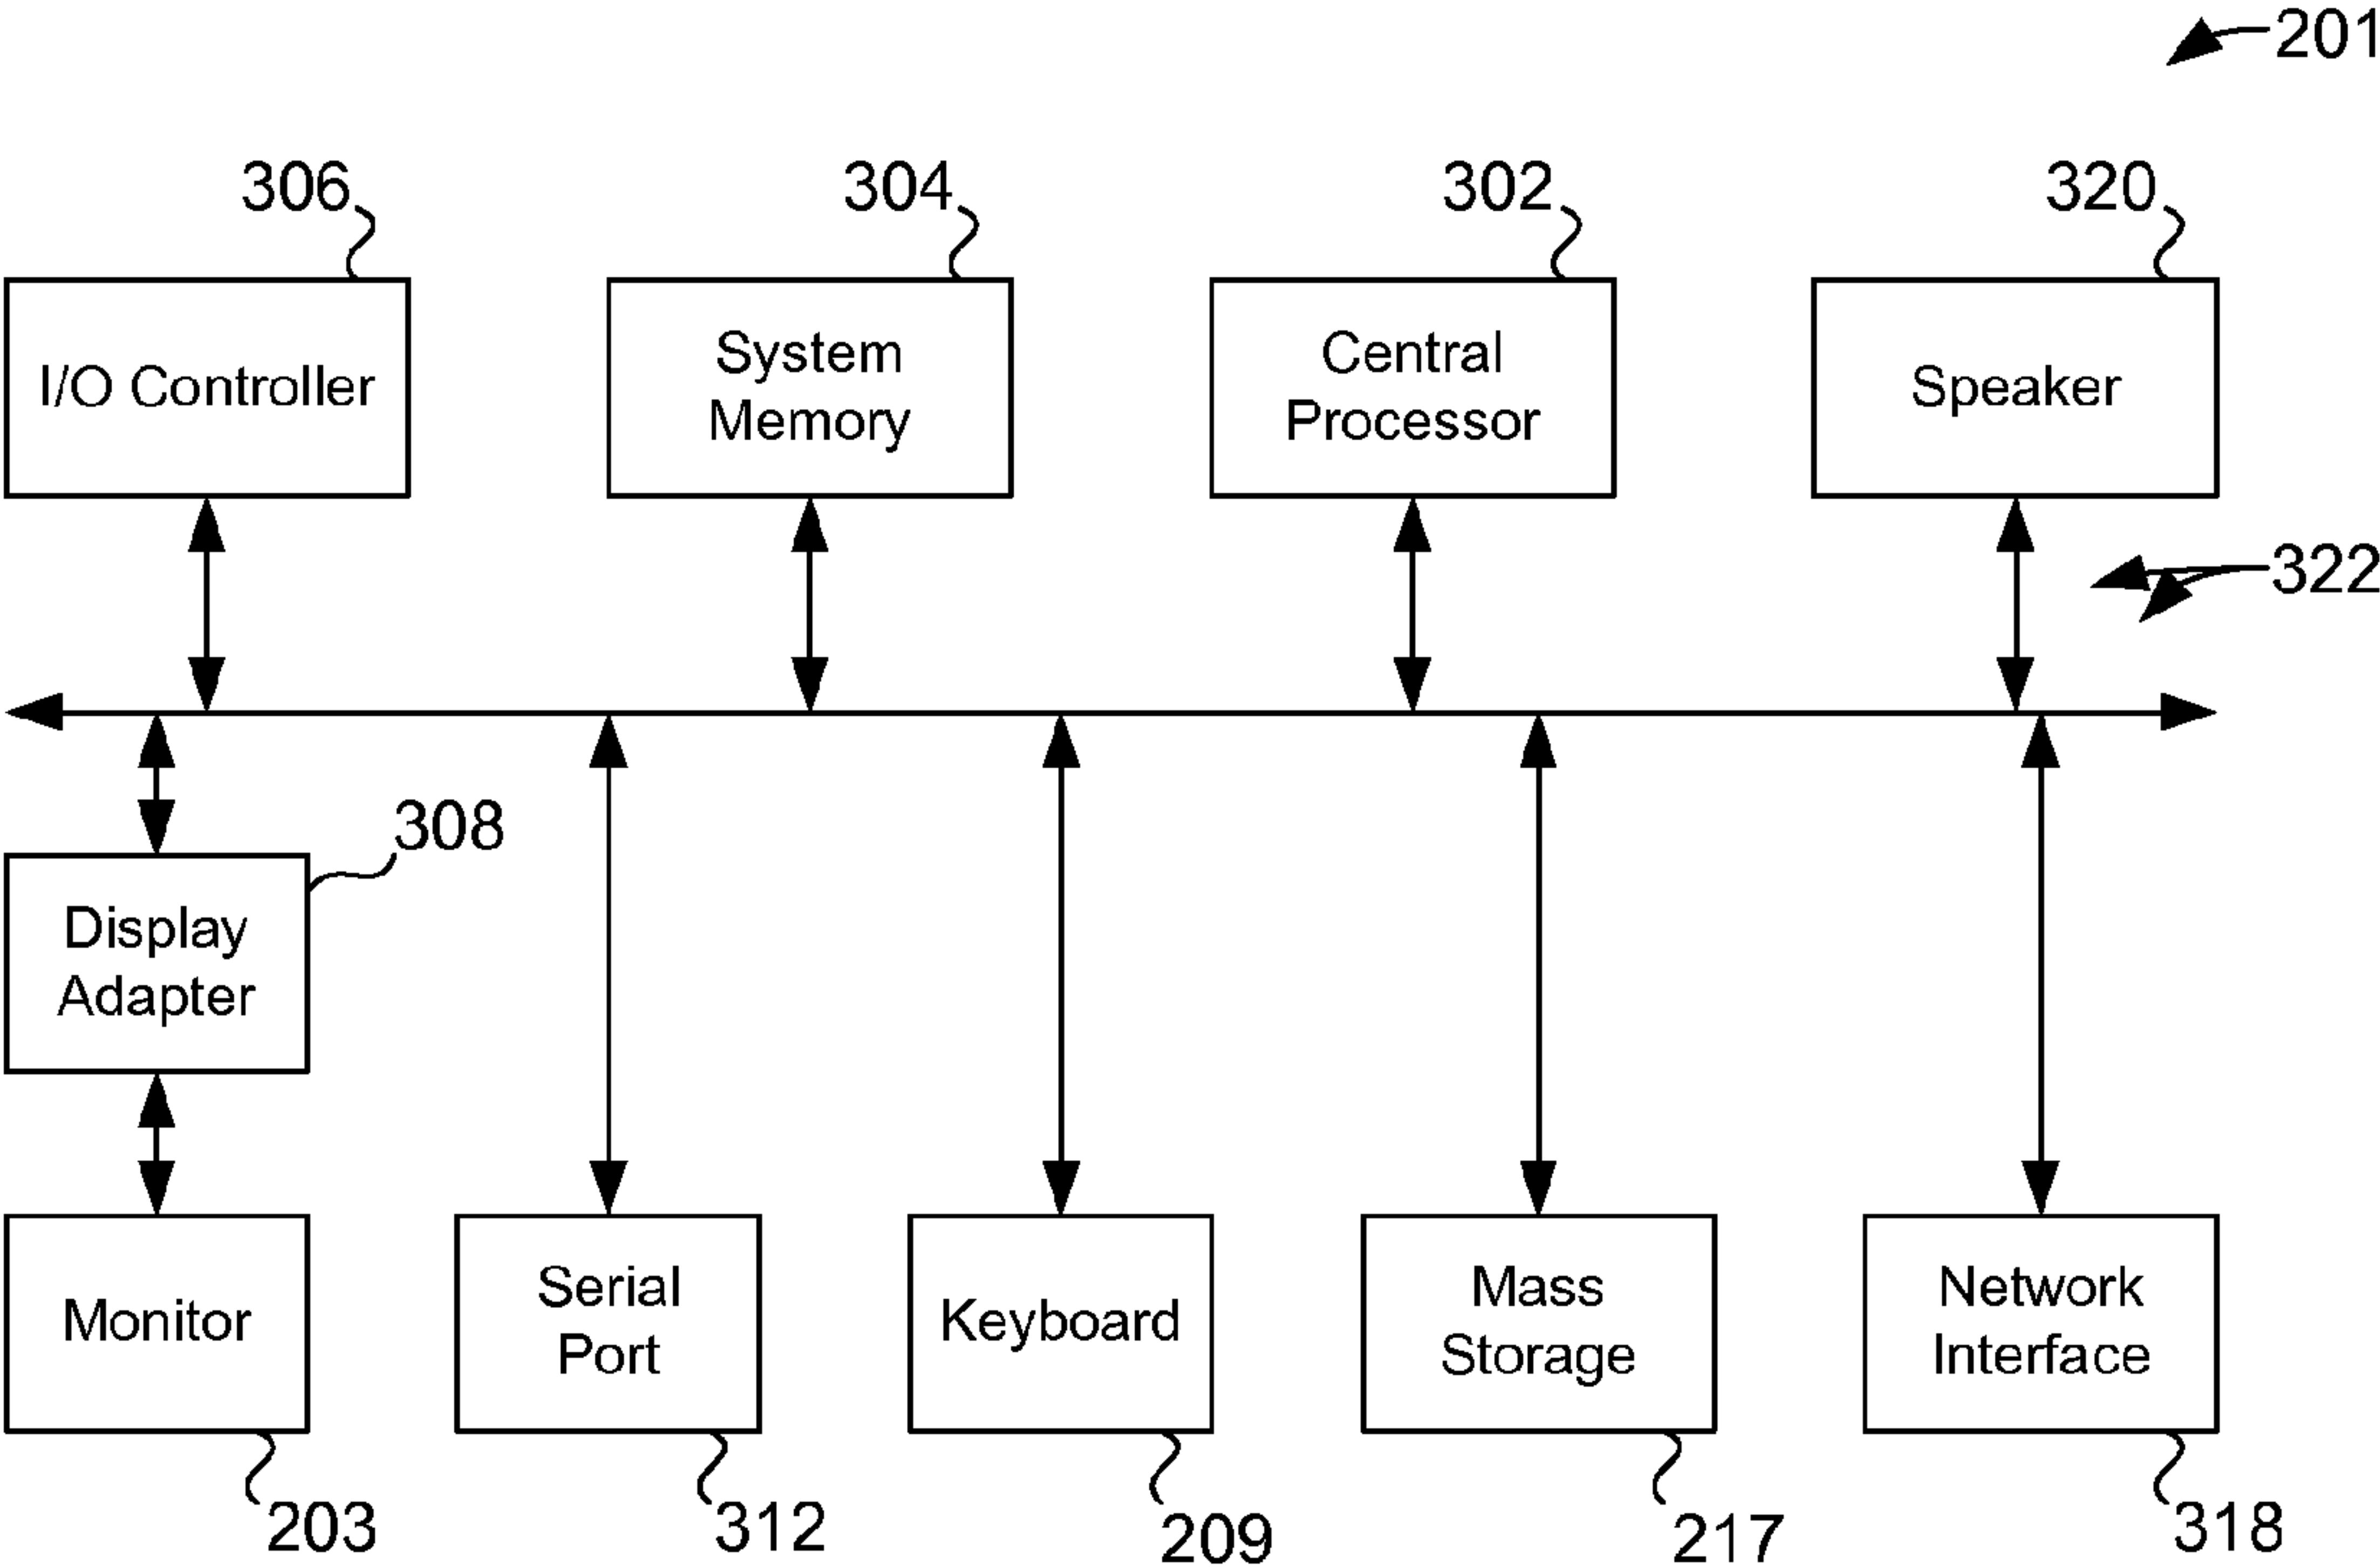 201
306
304
302
320
I/O Controller
System
Memory
Central
Processor
Speaker
322
308
Display
Adapter
Monitor
Serial
Port
Keyboard
Mass
Storage
Network
Interface
203
312
209
217
318